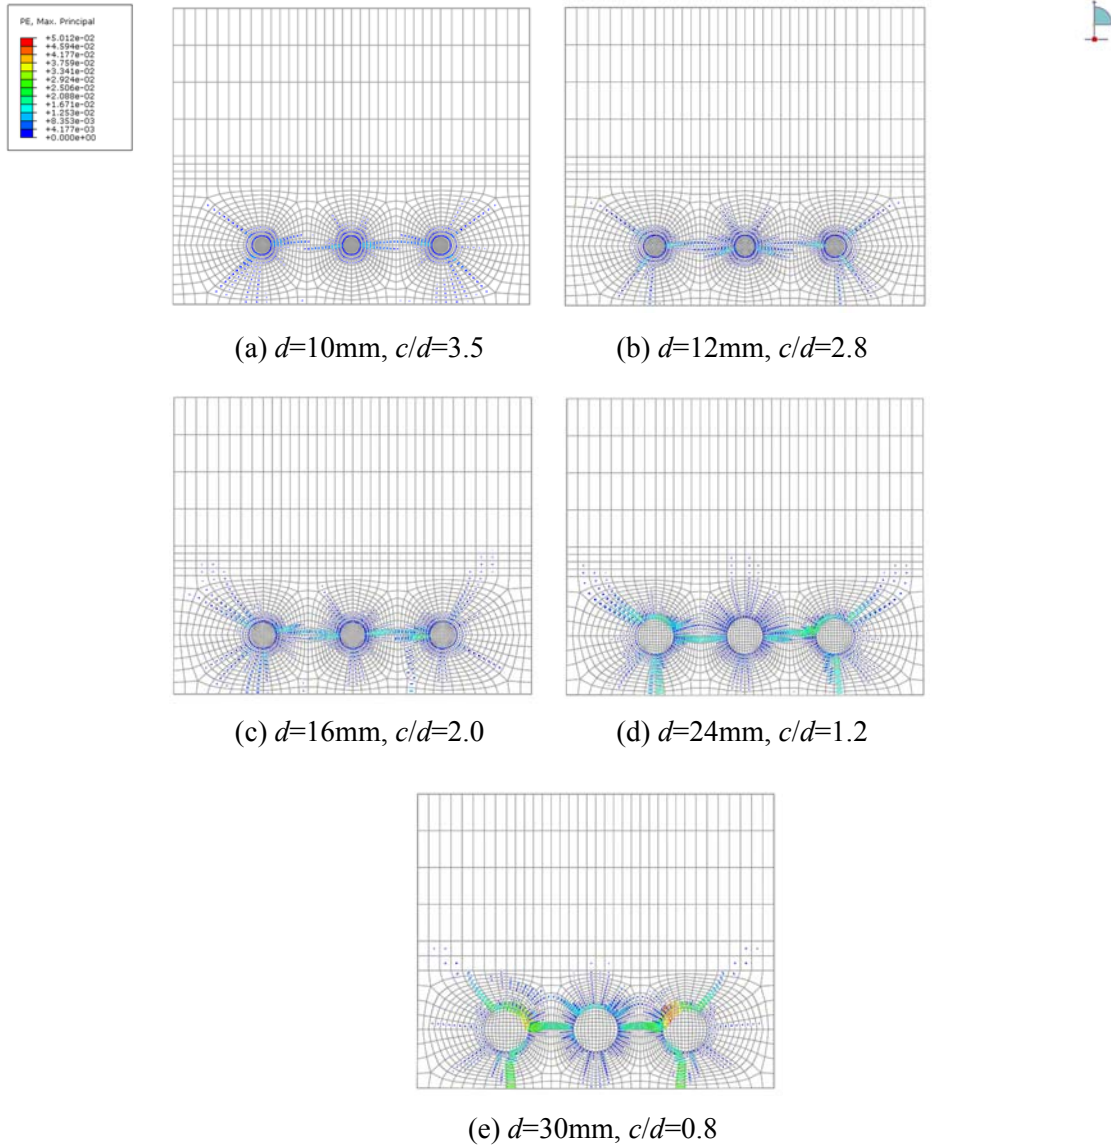 PE, Max. Principal
+5.012e-02
+4.594e-02
+4.177e-02
+3.759e-02
+3.341e-02
+2.924e-02
+2.506e-02
+2.088e-02
+1.671e-02
+1.253e-02
+8.353e-03
+4.177e-03
+0.000e+00
(a) d=10mm, c/d=3.5
(b) d=12mm, c/d=2.8
(c) d=16mm, c/d=2.0
(d) d=24mm, c/d=1.2
(e) d=30mm, c/d=0.8